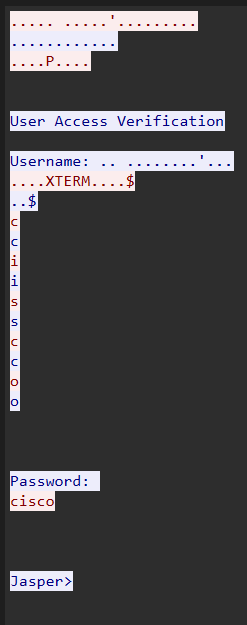 ..... .....'.........
............
....P....
User Access Verification
Username: .. ........'...
....XTERM....$
..$
c
c
i
i
s
s
c
c
o
o
Password:
cisco
Jasper>